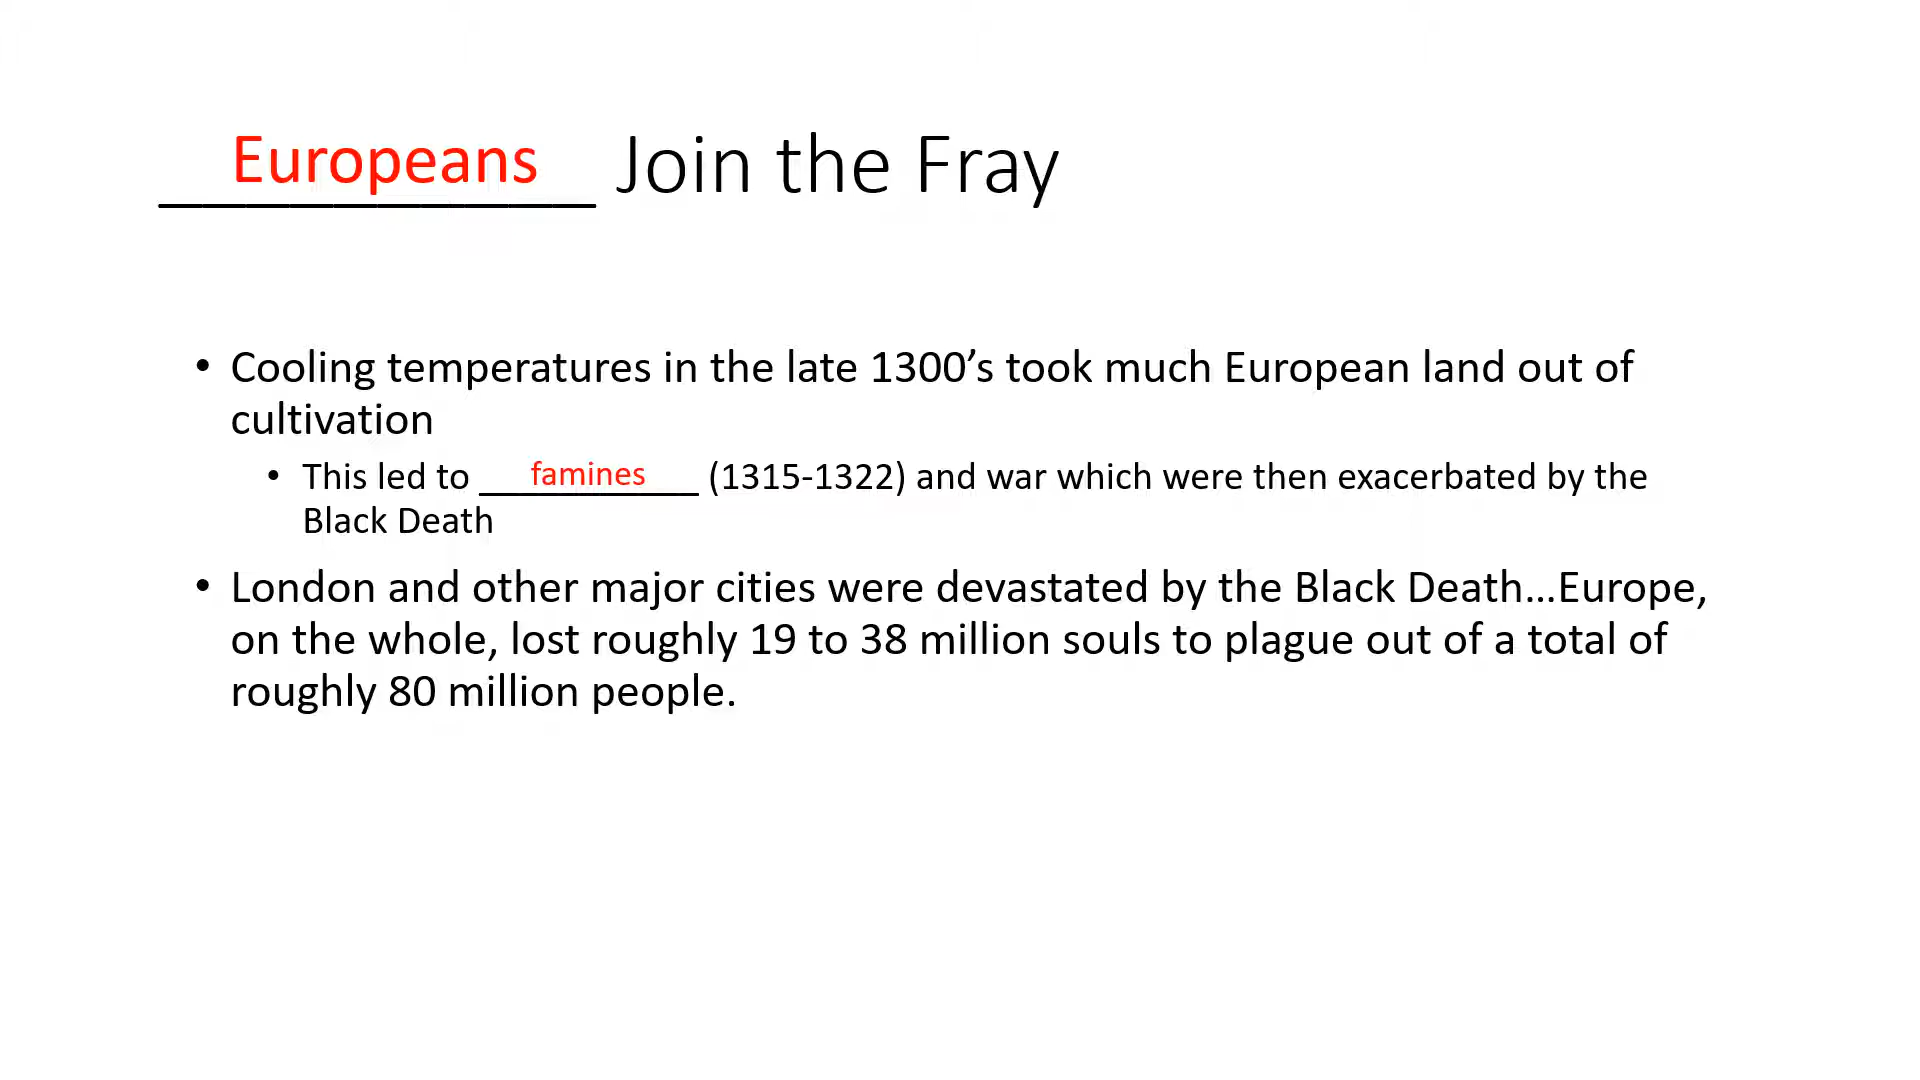 Europeans Join the Fray
• Cooling temperatures in the late 1300’s took much European land out of
cultivation
• This led to famines (1315-1322) and war which were then exacerbated by the
Black Death
• London and other major cities were devastated by the Black Death...Europe,
on the whole, lost roughly 19 to 38 million souls to plague out of a total of
roughly 80 million people.